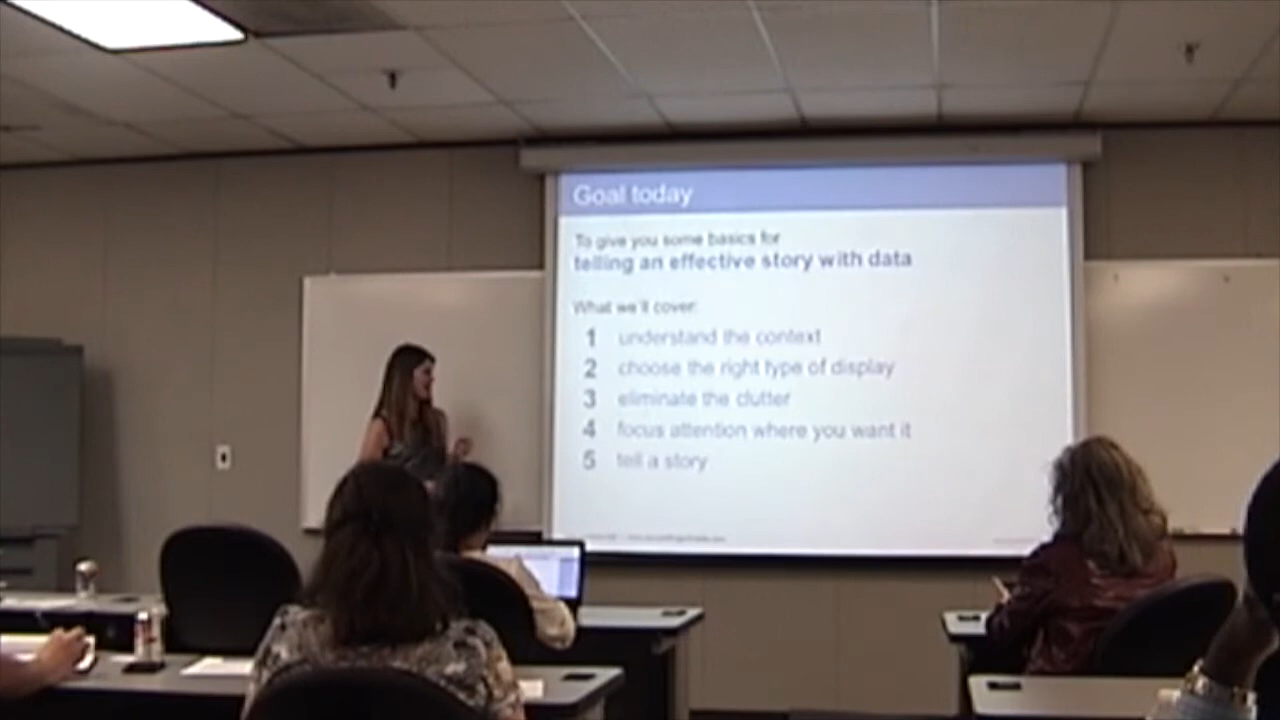 Goal today
To give you some basics for
telling an effective story with data
What we'll cover:
1 understand the context
2 choose the right type of display
3 eliminate the clutter
4 focus attention where you want it
5 tell a story